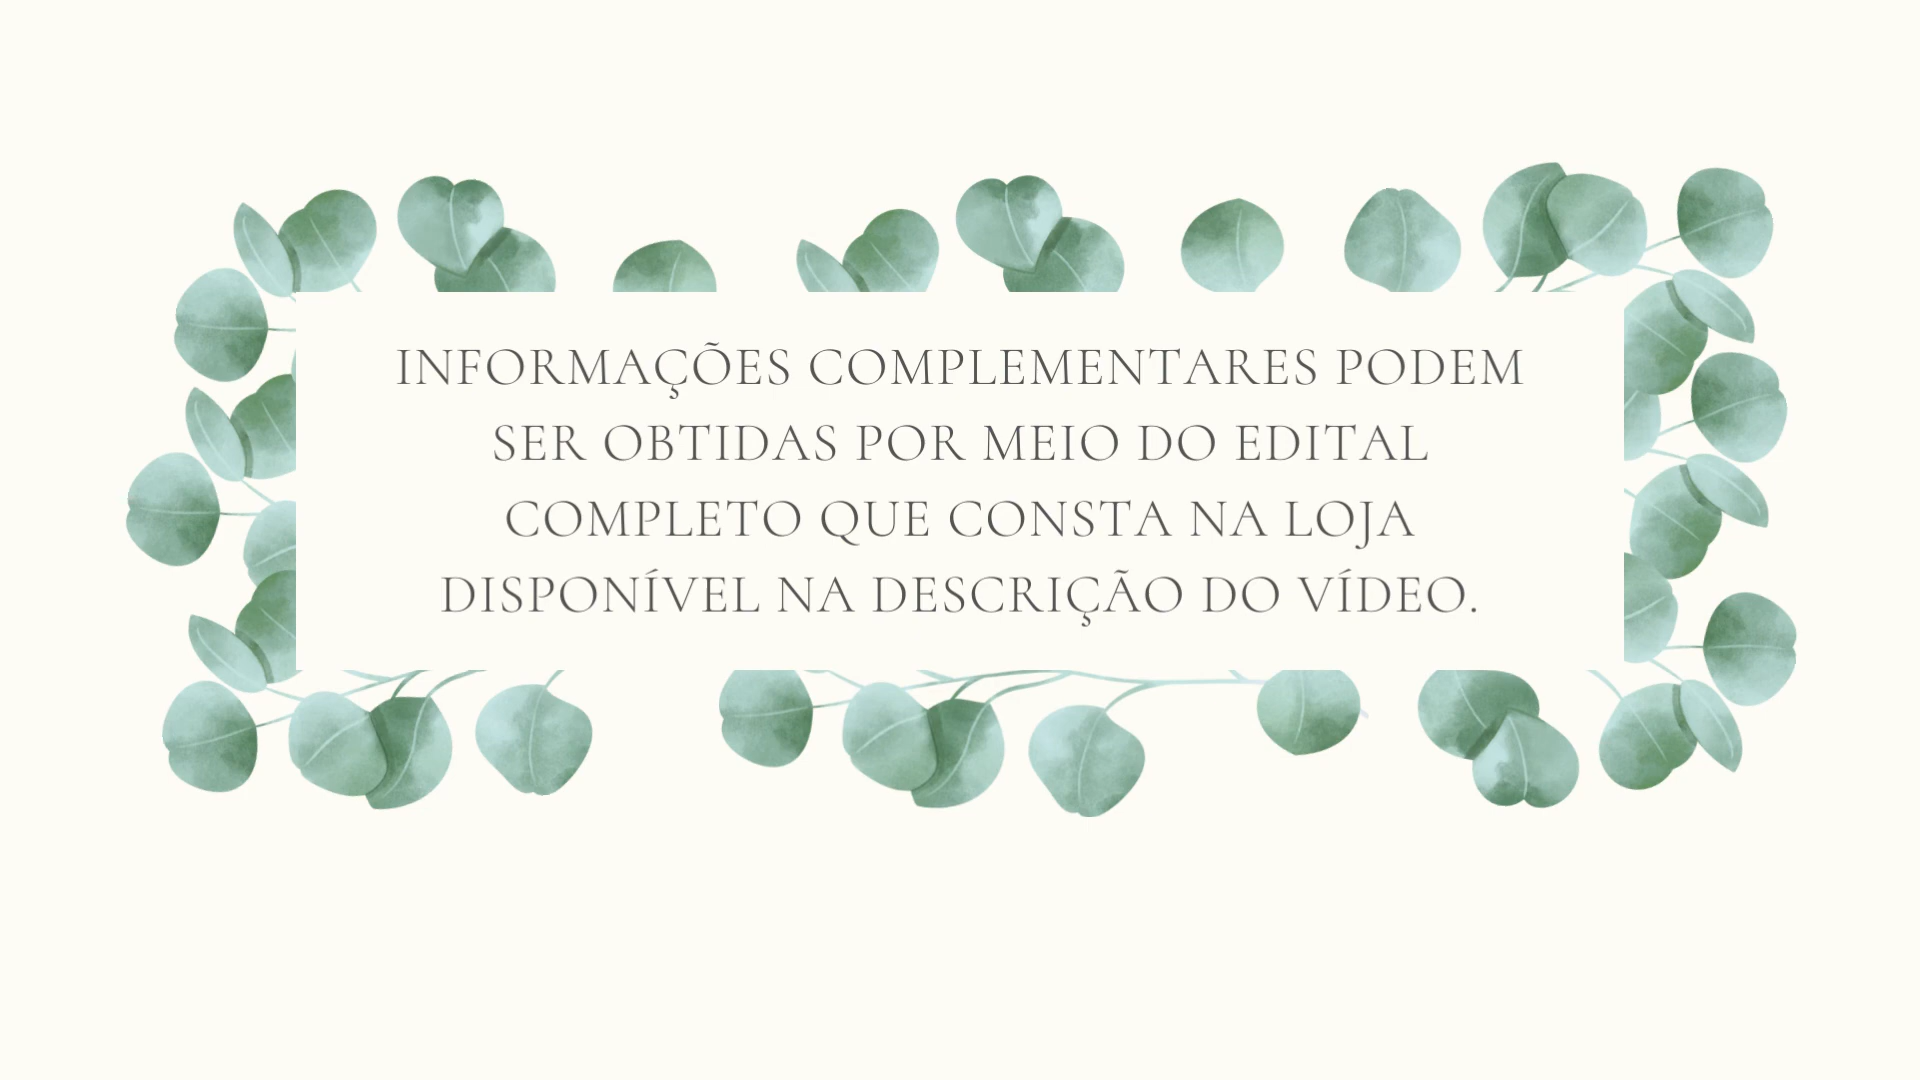 INFORMAÇÕES COMPLEMENTARES PODEM
SER OBTIDAS POR MEIO DO EDITAL
COMPLETO QUE CONSTA NA LOJA
DISPONÍVEL NA DESCRIÇÃO DO VÍDEO.